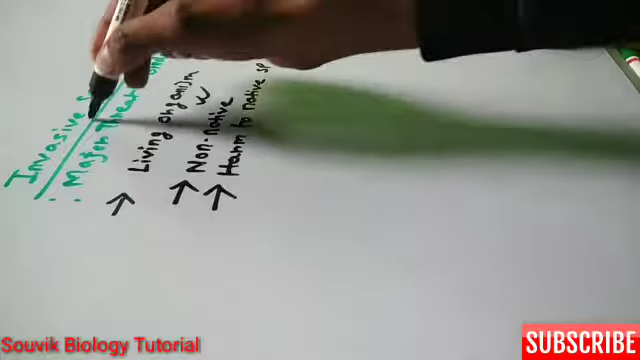 Invasive S
. Major Threat
→ Living organism
→ Non-native
→ Harm to native sp
Souvik Biology Tutorial
SUBSCRIBE